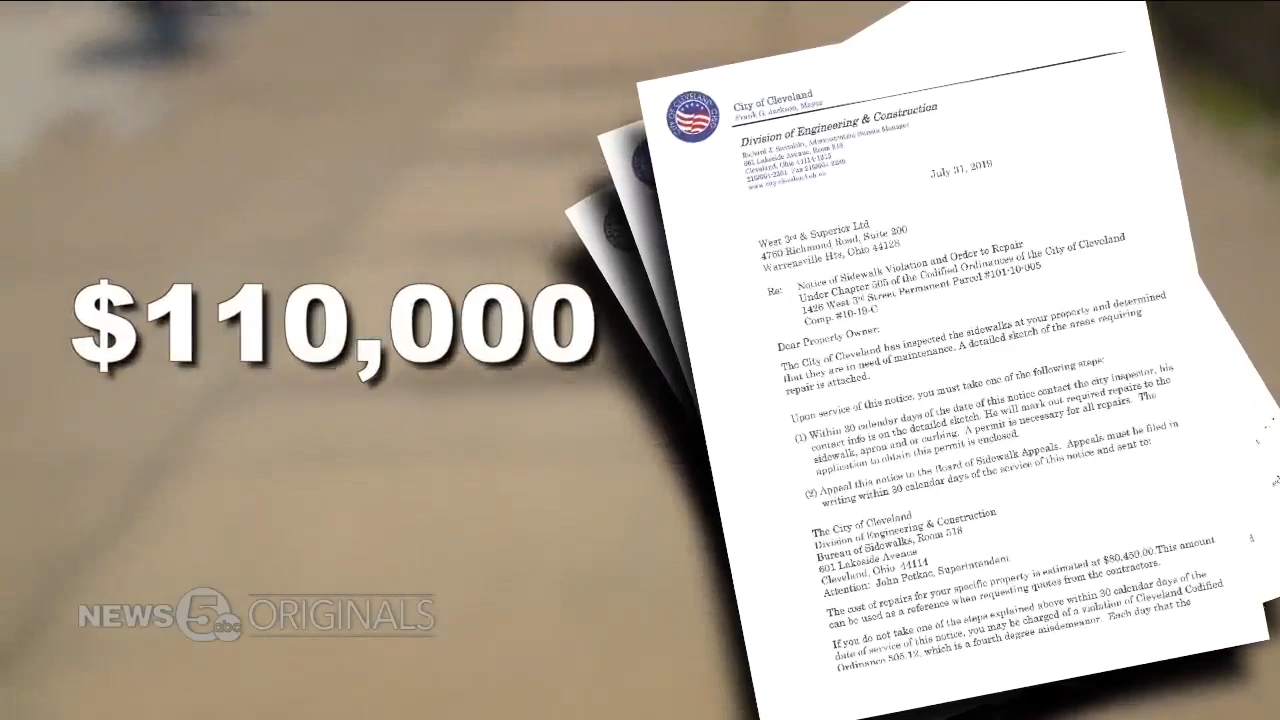 $110,000
NEWS 5 abc ORIGINALS
CITY OF CLEVELAND
City of Cleveland
Frank G. Jackson, Mayor
Division of Engineering & Construction
601 Lakeside Avenue, Room 518
Cleveland, Ohio 44114-1015
July 31, 2019
West 3rd & Superior Ltd
4760 Richmond Road, Suite 200
Warrensville Hts, Ohio 44128
Re: Notice of Sidewalk Violation and Order to Repair
Under Chapter 505 of the Codified Ordinances of the City of Cleveland
1426 West 3rd Street Permanent Parcel #101-10-005
Comp. #10-19-C
Dear Property Owner:
The City of Cleveland has inspected the sidewalks at your property and determined
that they are in need of maintenance. A detailed sketch of the areas requiring
repair is attached.
Upon service of this notice, you must take one of the following steps:
(1) Within 30 calendar days of the date of this notice contact the city inspector, his
contact info is on the detailed sketch. He will mark out required repairs to the
sidewalk, apron and or curbing. A permit is necessary for all repairs. The
application to obtain this permit is enclosed.
(2) Appeal this notice to the Board of Sidewalk Appeals. Appeals must be filed in
writing within 30 calendar days of the service of this notice and sent to:
The City of Cleveland
Division of Engineering & Construction
Bureau of Sidewalks, Room 518
601 Lakeside Avenue
Cleveland, Ohio 44114
Attention: John Potkac, Superintendent
The cost of repairs for your specific property is estimated at $80,450.00 This amount
can be used as a reference when requesting quotes from the contractors.
If you do not take one of the steps explained above within 30 calendar days of the
date of service of this notice, you may be charged of a violation of Cleveland Codified
Ordinance 505.12, which is a fourth degree misdemeanor. Each day that the